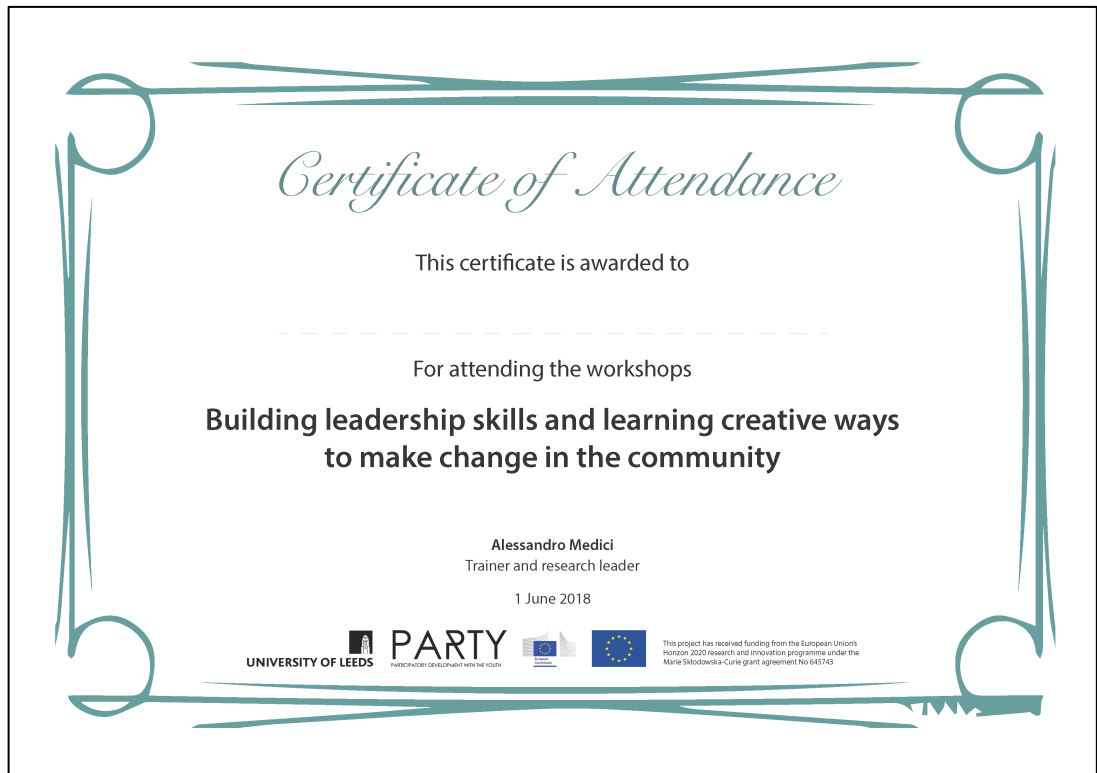 Certificate of Attendance
This certificate is awarded to
For attending the workshops
Building leadership skills and learning creative ways
to make change in the community
Alessandro Medici
Trainer and research leader
1 June 2018
UNIVERSITY OF LEEDS
PARTY
PARTICIPATORY DEVELOPMENT WITH THE YOUTH
European
Commission
This project has received funding from the European Union's
Horizon 2020 research and innovation programme under the
Marie Skłodowska-Curie grant agreement No 645743